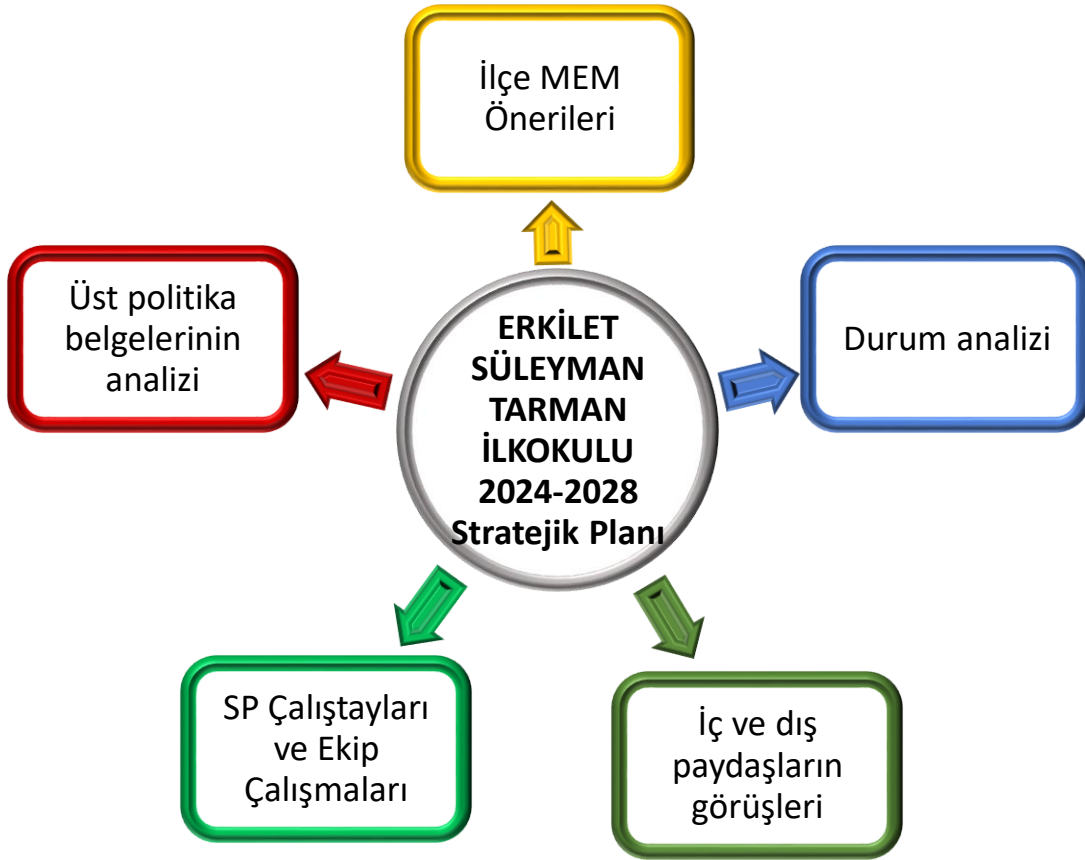 İlçe MEM
Önerileri
Üst politika
belgelerinin
analizi
ERKİLET
SÜLEYMAN
TARMAN
İLKOKULU
2024-2028
Stratejik Planı
Durum analizi
SP Çalıştayları
ve Ekip
Çalışmaları
İç ve dış
paydaşların
görüşleri